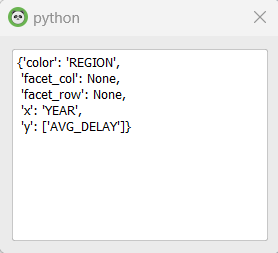 python
{'color': 'REGION',
 'facet_col': None,
 'facet_row': None,
 'x': 'YEAR',
 'y': ['AVG_DELAY']}